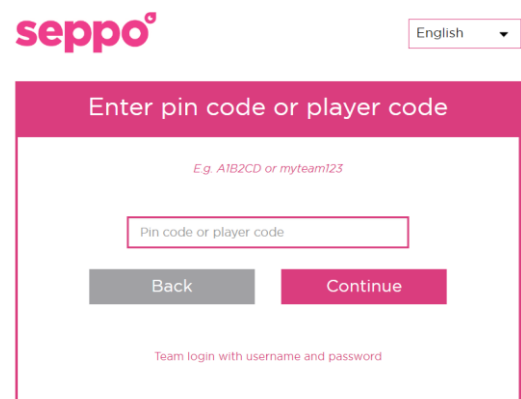 seppo
English
Enter pin code or player code
E.g. A1B2CD or myteam123
Pin code or player code
Back
Continue
Team login with username and password